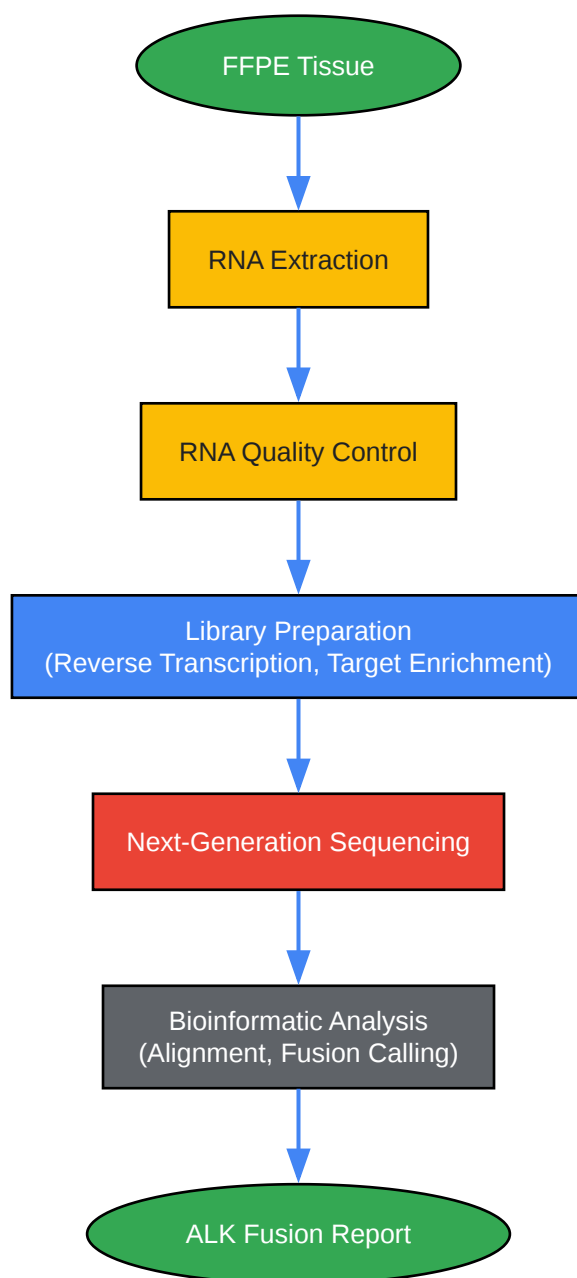 FFPE Tissue
RNA Extraction
RNA Quality Control
Library Preparation
(Reverse Transcription, Target Enrichment)
Next-Generation Sequencing
Bioinformatic Analysis
(Alignment, Fusion Calling)
ALK Fusion Report